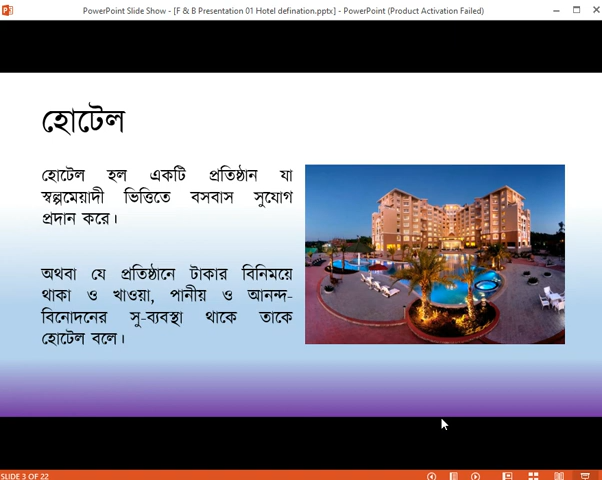 PowerPoint Slide Show - [F & B Presentation 01 Hotel defination.pptx] - PowerPoint (Product Activation Failed)
হোটেল
হোটেল হল একটি প্রতিষ্ঠান যা
স্বল্পমেয়াদী ভিত্তিতে বসবাস সুযোগ
প্রদান করে।
অথবা যে প্রতিষ্ঠানে টাকার বিনিময়ে
থাকা ও খাওয়া, পানীয় ও আনন্দ-
বিনোদনের সু-ব্যবস্থা থাকে তাকে
হোটেল বলে।
SLIDE 3 OF 22